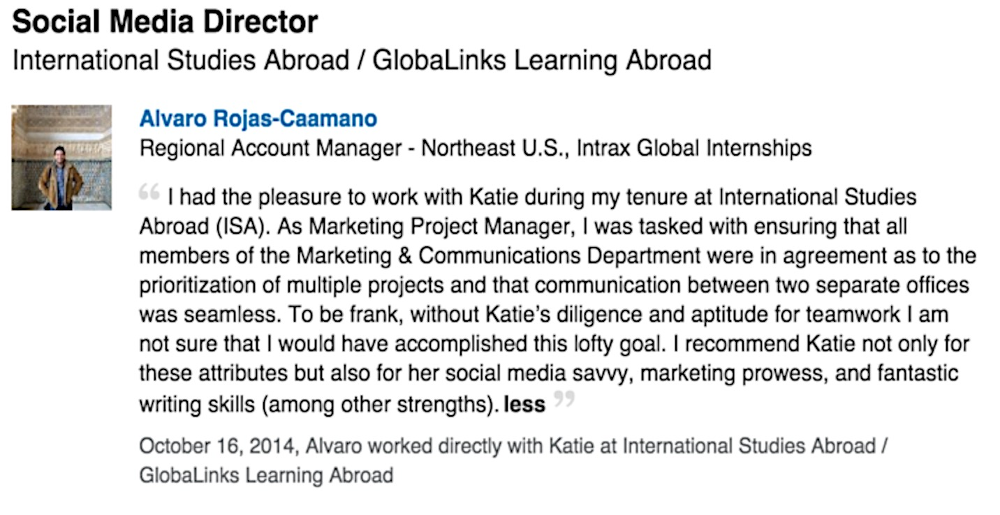 Social Media Director
International Studies Abroad / GlobaLinks Learning Abroad
Alvaro Rojas-Caamano
Regional Account Manager - Northeast U.S., Intrax Global Internships
“ I had the pleasure to work with Katie during my tenure at International Studies
Abroad (ISA). As Marketing Project Manager, I was tasked with ensuring that all
members of the Marketing & Communications Department were in agreement as to the
prioritization of multiple projects and that communication between two separate offices
was seamless. To be frank, without Katie’s diligence and aptitude for teamwork I am
not sure that I would have accomplished this lofty goal. I recommend Katie not only for
these attributes but also for her social media savvy, marketing prowess, and fantastic
writing skills (among other strengths). less ”
October 16, 2014, Alvaro worked directly with Katie at International Studies Abroad /
GlobaLinks Learning Abroad